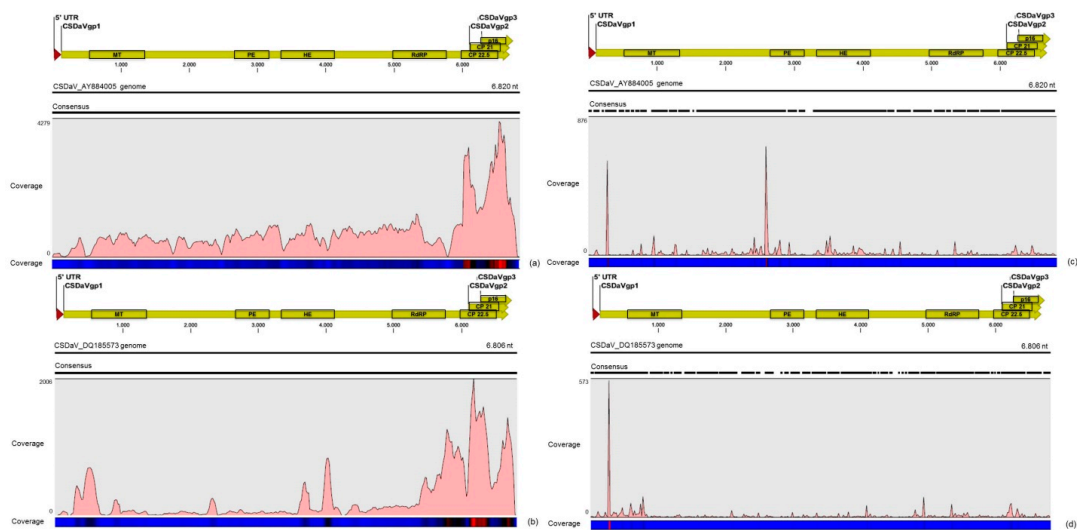 5' UTR
CSDaVgp1
CSDaVgp3
CSDaVgp2
p16
CP 21
MT
PE
HE
RdRP
CP 22.5
1.000
2.000
3.000
4.000
5.000
6.000
CSDaV_AY884005 genome
6.820 nt
Consensus
4279
Coverage
0
Coverage
(a)
5' UTR
CSDaVgp1
CSDaVgp3
CSDaVgp2
p16
CP 21
MT
PE
HE
RdRP
CP 22.5
1.000
2.000
3.000
4.000
5.000
6.000
CSDaV_DQ185573 genome
6.806 nt
Consensus
2006
Coverage
0
Coverage
(b)
5' UTR
CSDaVgp1
CSDaVgp3
CSDaVgp2
p16
CP 21
MT
PE
HE
RdRP
CP 22.5
1.000
2.000
3.000
4.000
5.000
6.000
CSDaV_AY884005 genome
6.820 nt
Consensus
876
Coverage
0
Coverage
(c)
5' UTR
CSDaVgp1
CSDaVgp3
CSDaVgp2
p16
CP 21
MT
PE
HE
RdRP
CP 22.5
1.000
2.000
3.000
4.000
5.000
6.000
CSDaV_DQ185573 genome
6.806 nt
Consensus
573
Coverage
0
Coverage
(d)